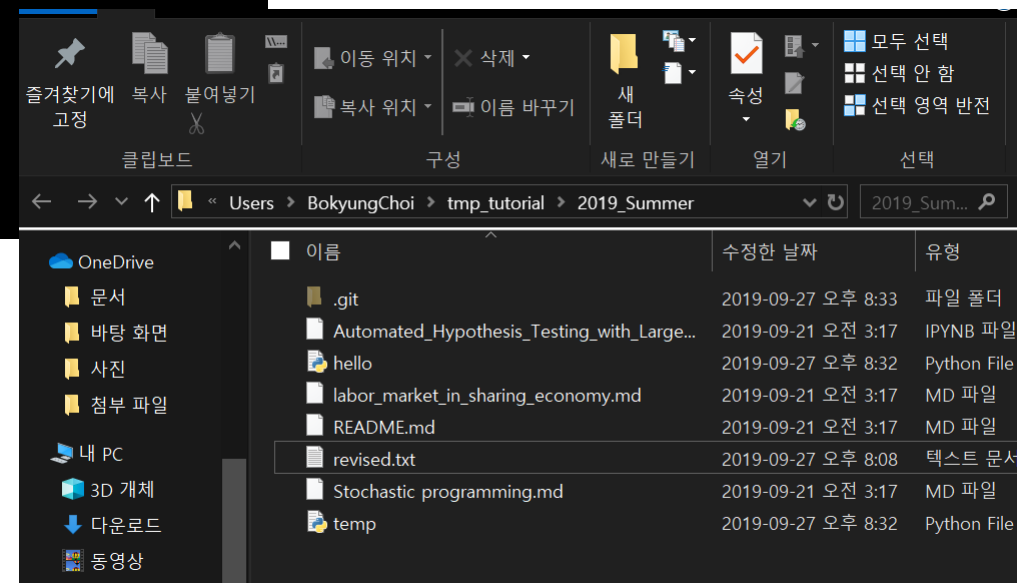 즐겨찾기에
고정
복사
붙여넣기
클립보드
이동 위치
복사 위치
삭제
이름 바꾸기
구성
새
폴더
새로 만들기
속성
열기
모두 선택
선택 안 함
선택 영역 반전
선택
« Users > BokyungChoi > tmp_tutorial > 2019_Summer
2019_Sum...
OneDrive
문서
바탕 화면
사진
첨부 파일
내 PC
3D 개체
다운로드
동영상
이름 수정한 날짜 유형
.git 2019-09-27 오후 8:33 파일 폴더
Automated_Hypothesis_Testing_with_Large... 2019-09-21 오전 3:17 IPYNB 파일
hello 2019-09-27 오후 8:32 Python File
labor_market_in_sharing_economy.md 2019-09-21 오전 3:17 MD 파일
README.md 2019-09-21 오전 3:17 MD 파일
revised.txt 2019-09-27 오후 8:08 텍스트 문서
Stochastic programming.md 2019-09-21 오전 3:17 MD 파일
temp 2019-09-27 오후 8:32 Python File